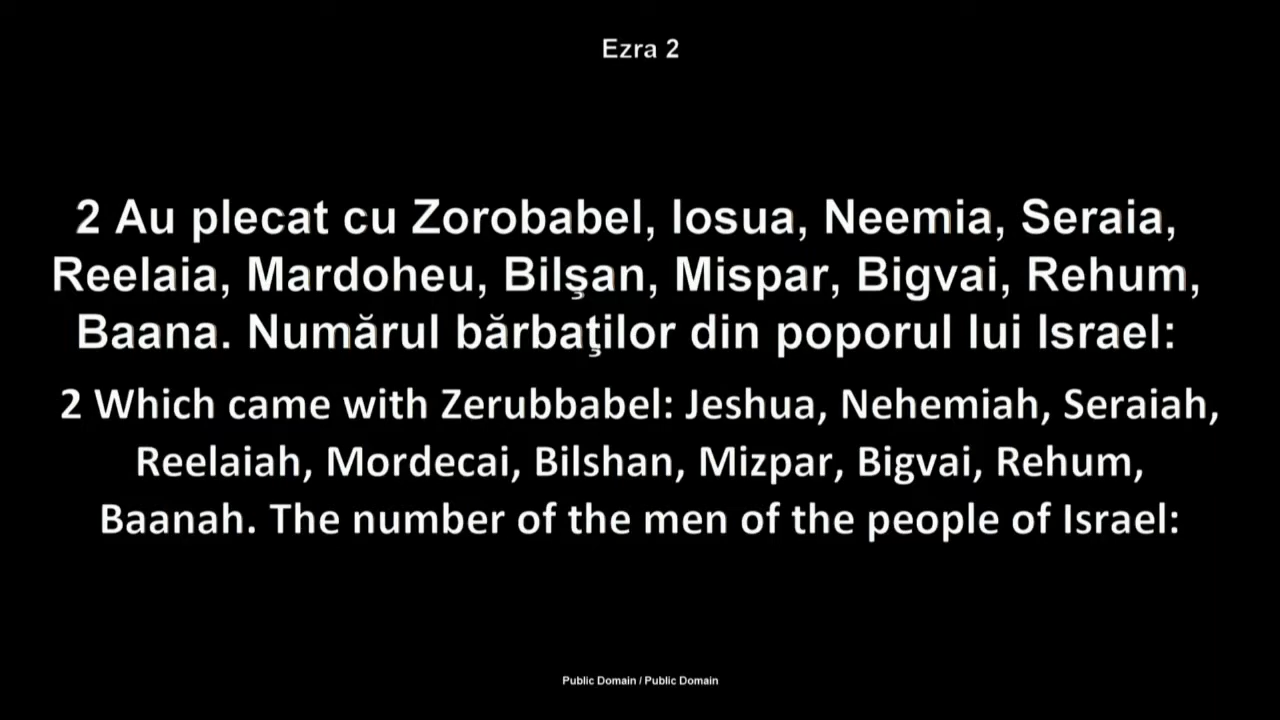 Ezra 2
2 Au plecat cu Zorobabel, Iosua, Neemia, Seraia,
Reelaia, Mardoheu, Bilşan, Mispar, Bigvai, Rehum,
Baana. Numărul bărbaţilor din poporul lui Israel:
2 Which came with Zerubbabel: Jeshua, Nehemiah, Seraiah,
Reelaiah, Mordecai, Bilshan, Mizpar, Bigvai, Rehum,
Baanah. The number of the men of the people of Israel:
Public Domain / Public Domain